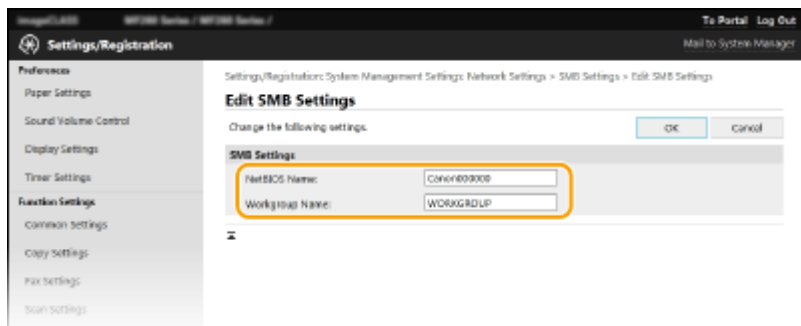 To Portal Log Out
Settings/Registration
Mail to System Manager
Preferences
Paper Settings
Sound Volume Control
Display Settings
Timer Settings
Function Settings
Common Settings
Copy Settings
Fax Settings
Scan Settings
Settings/Registration: System Management Settings: Network Settings > SMB Settings > Edit SMB Settings
Edit SMB Settings
Change the following settings.
OK Cancel
SMB Settings
NetBIOS Name: Canon000000
Workgroup Name: WORKGROUP